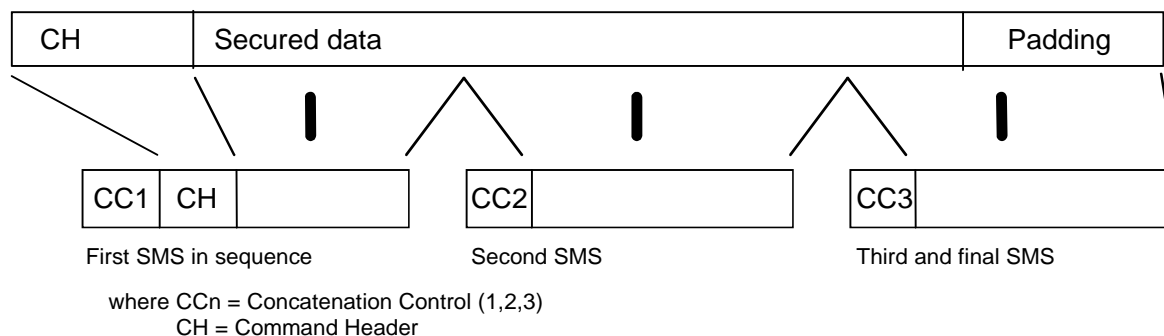 CH Secured data Padding
CC1 CH CC2 CC3
First SMS in sequence Second SMS Third and final SMS
where CCn = Concatenation Control (1,2,3)
CH = Command Header